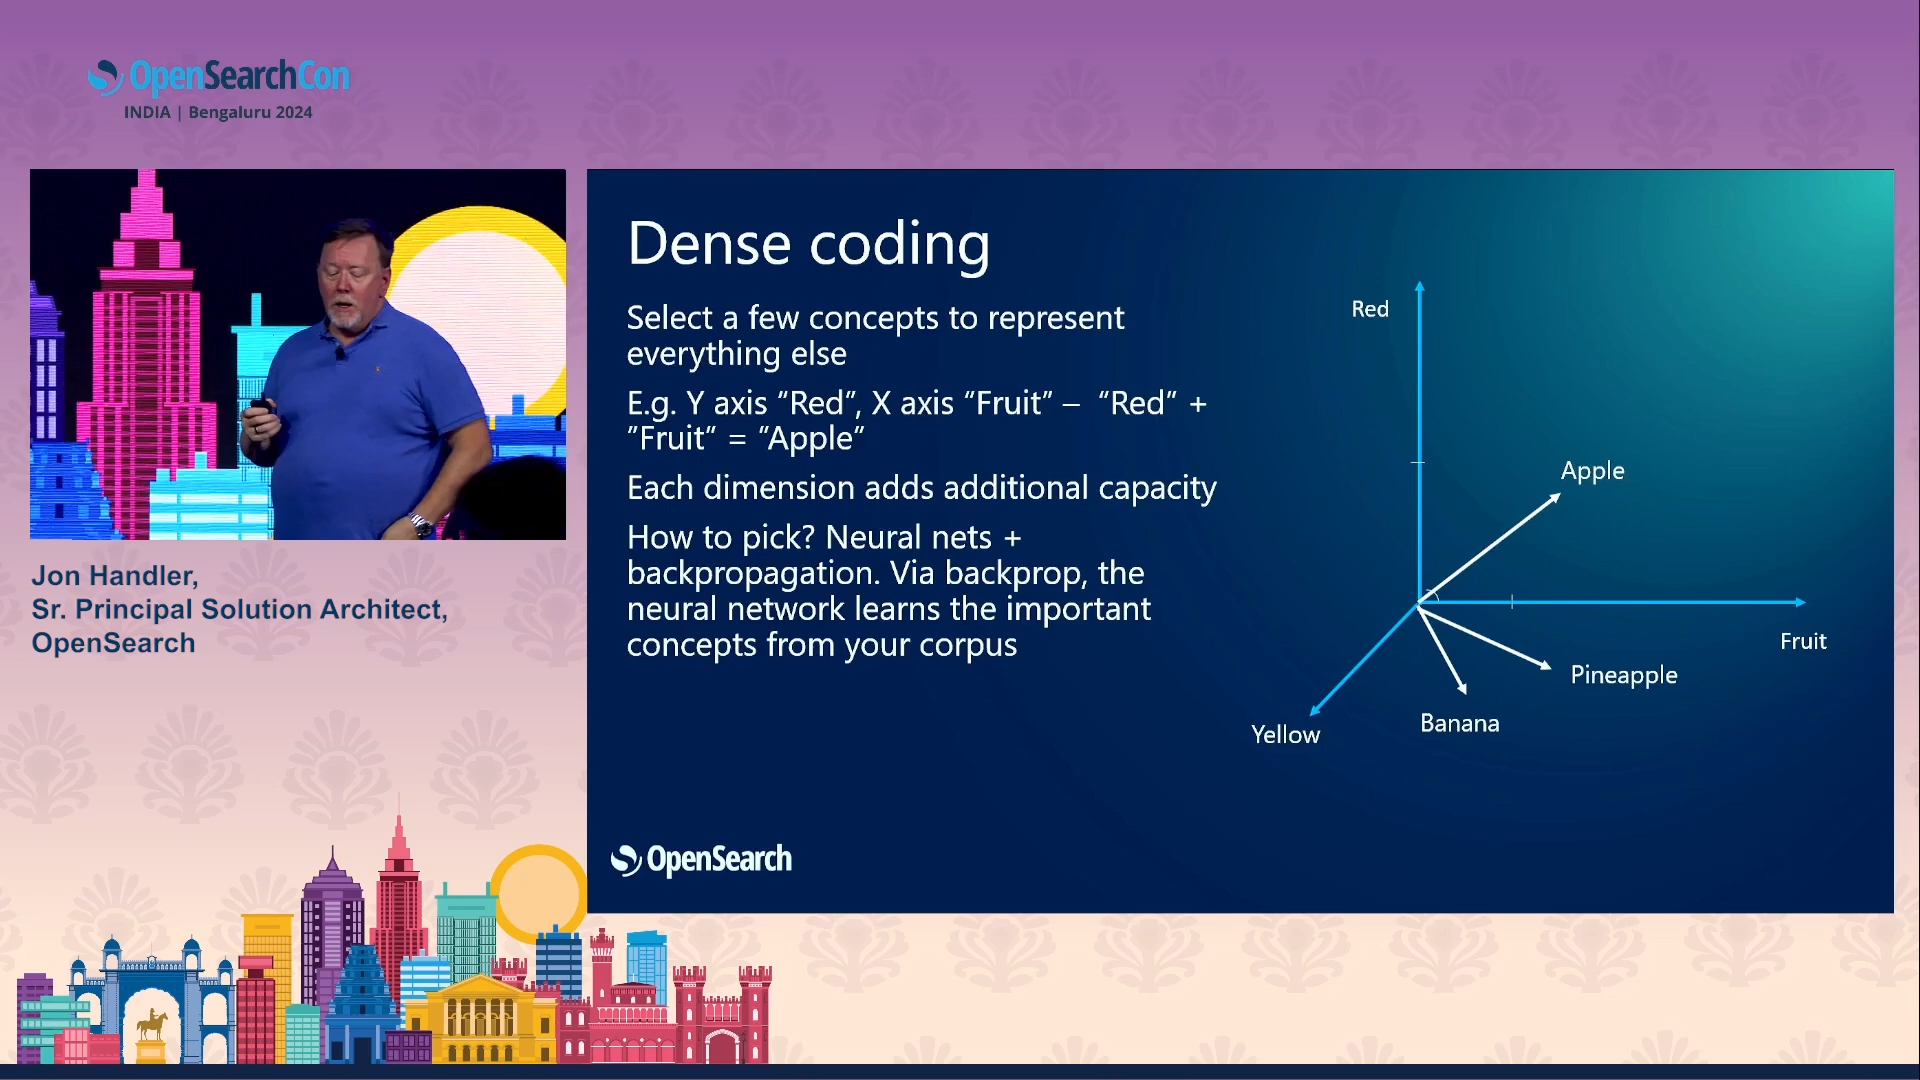 OpenSearchCon
INDIA | Bengaluru 2024
Jon Handler,
Sr. Principal Solution Architect,
OpenSearch
Dense coding
Select a few concepts to represent
everything else
E.g. Y axis “Red”, X axis “Fruit” – “Red” +
”Fruit” = “Apple”
Each dimension adds additional capacity
How to pick? Neural nets +
backpropagation. Via backprop, the
neural network learns the important
concepts from your corpus
Red
Apple
Fruit
Pineapple
Banana
Yellow
OpenSearch